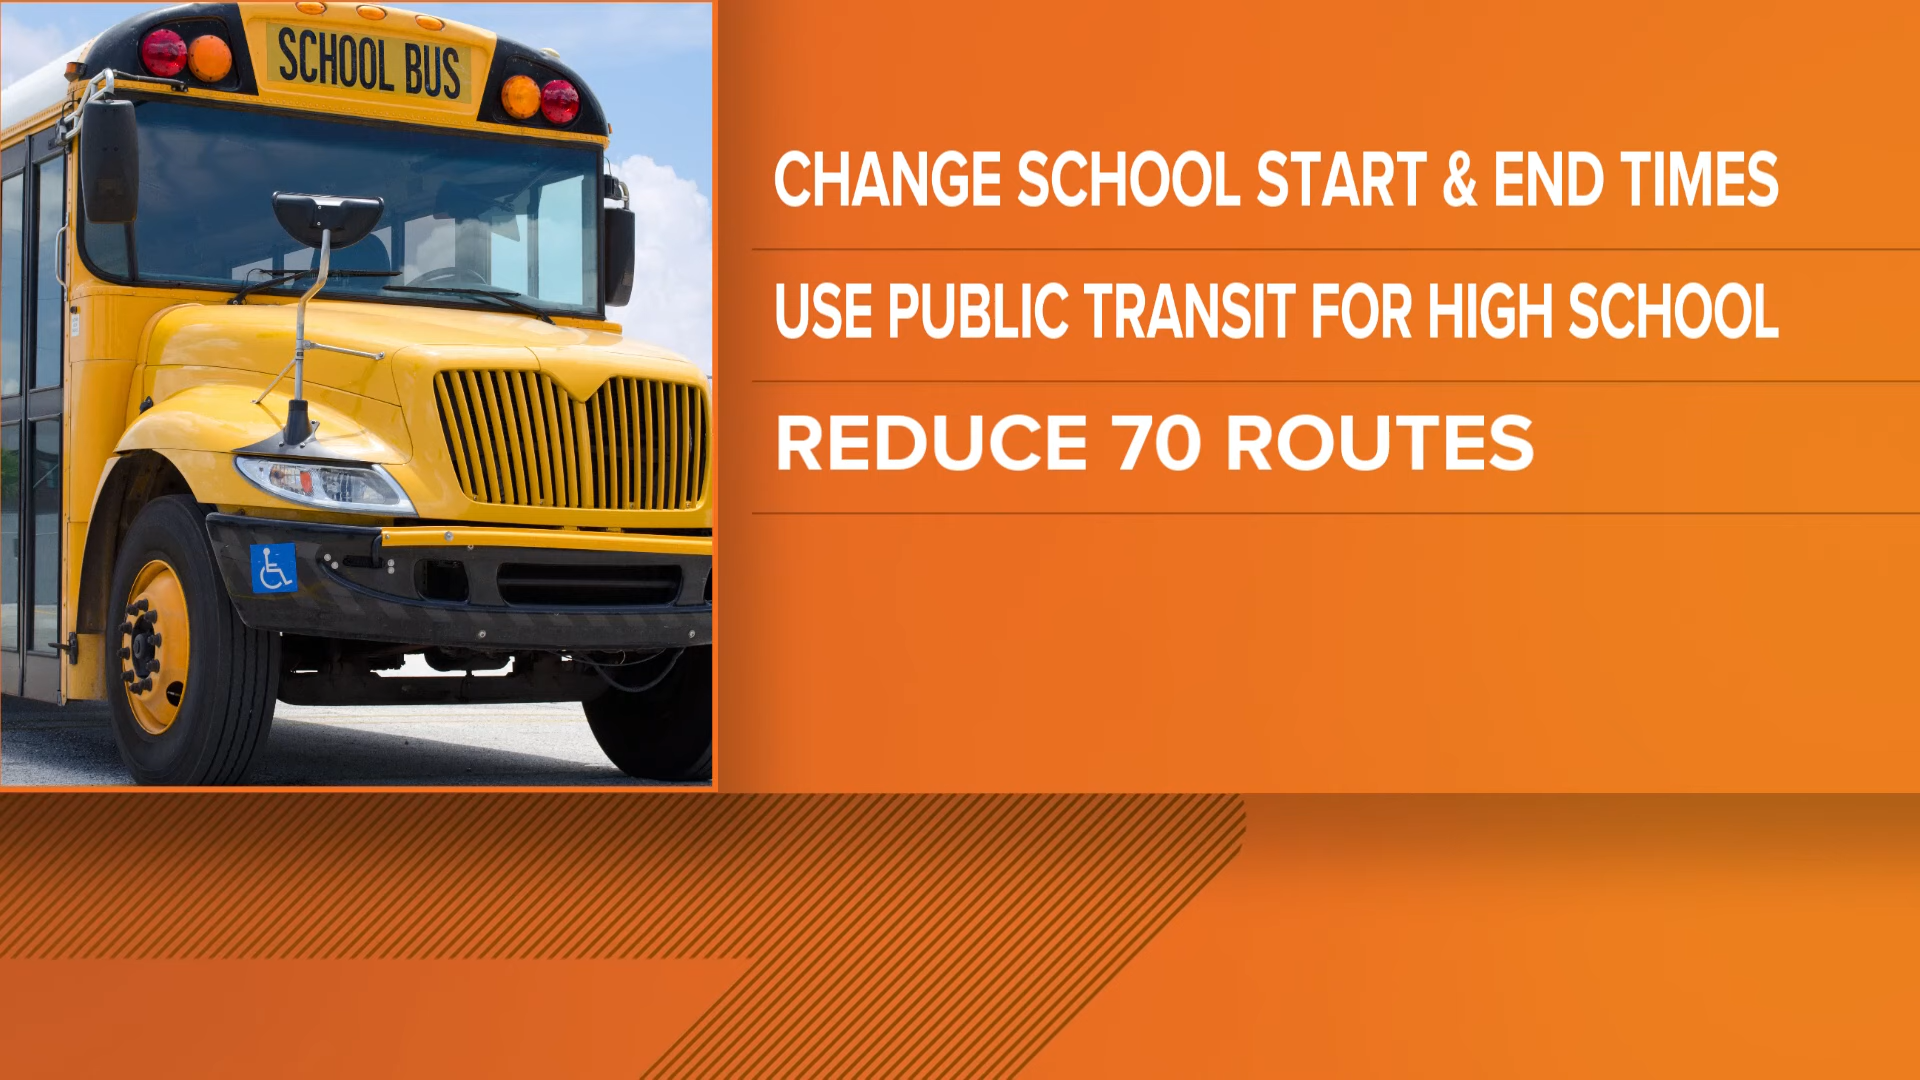 SCHOOL BUS
CHANGE SCHOOL START & END TIMES
USE PUBLIC TRANSIT FOR HIGH SCHOOL
REDUCE 70 ROUTES